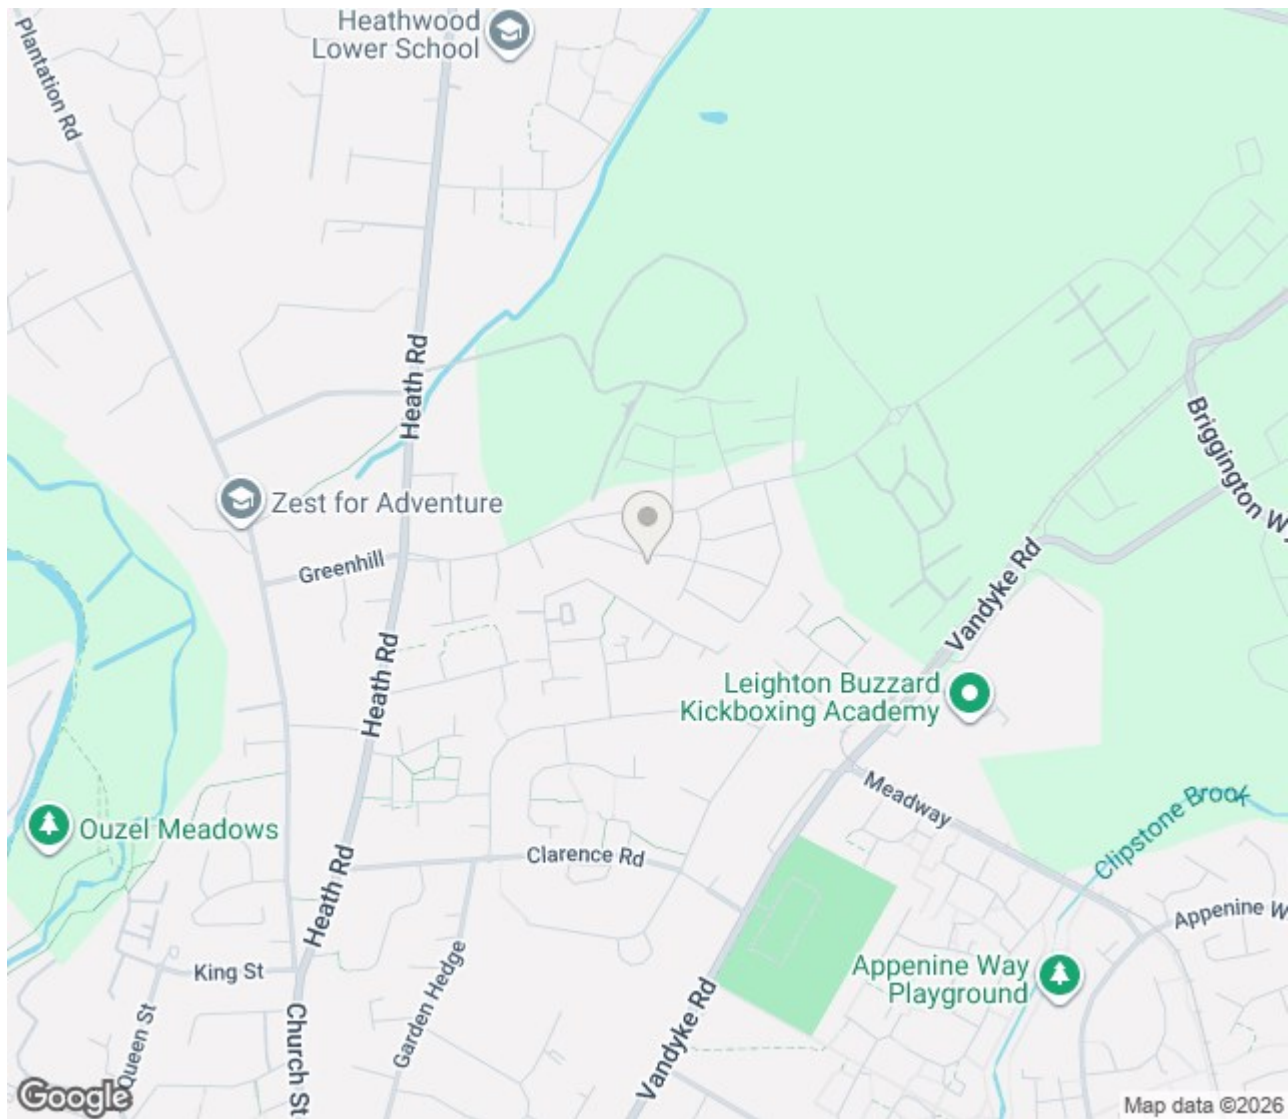 Heathwood
Lower School
Plantation Rd
Heath Rd
Briggington Wy
Zest for Adventure
Greenhill
Vandyke Rd
Heath Rd
Leighton Buzzard
Kickboxing Academy
Meadway
Clipstone Brook
Ouzel Meadows
Clarence Rd
Heath Rd
Appenine W
King St
Garden Hedge
Appenine Way
Playground
Queen St
Church St
Vandyke Rd
Google
Map data ©2026